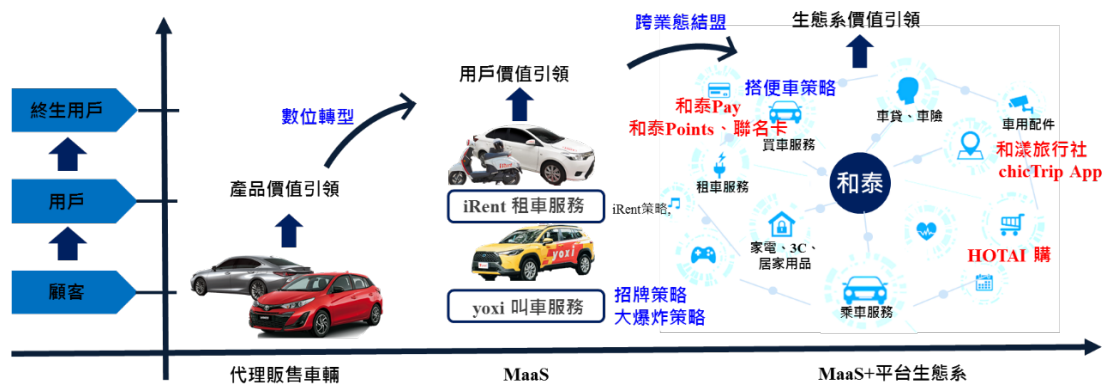 跨業態結盟
生態系價值引領
用戶價值引領
搭便車策略
車貸、車險
終生用戶
數位轉型
和泰Pay
和泰Points、聯名卡
買車服務
車用配件
和漾旅行社
chicTrip App
產品價值引領
租車服務
和泰
用戶
iRent 租車服務
iRent策略,
家電、3C、
居家用品
HOTAI 購
yoxi
顧客
yoxi 叫車服務
招牌策略
大爆炸策略
乘車服務
代理販售車輛
MaaS
MaaS+平台生態系